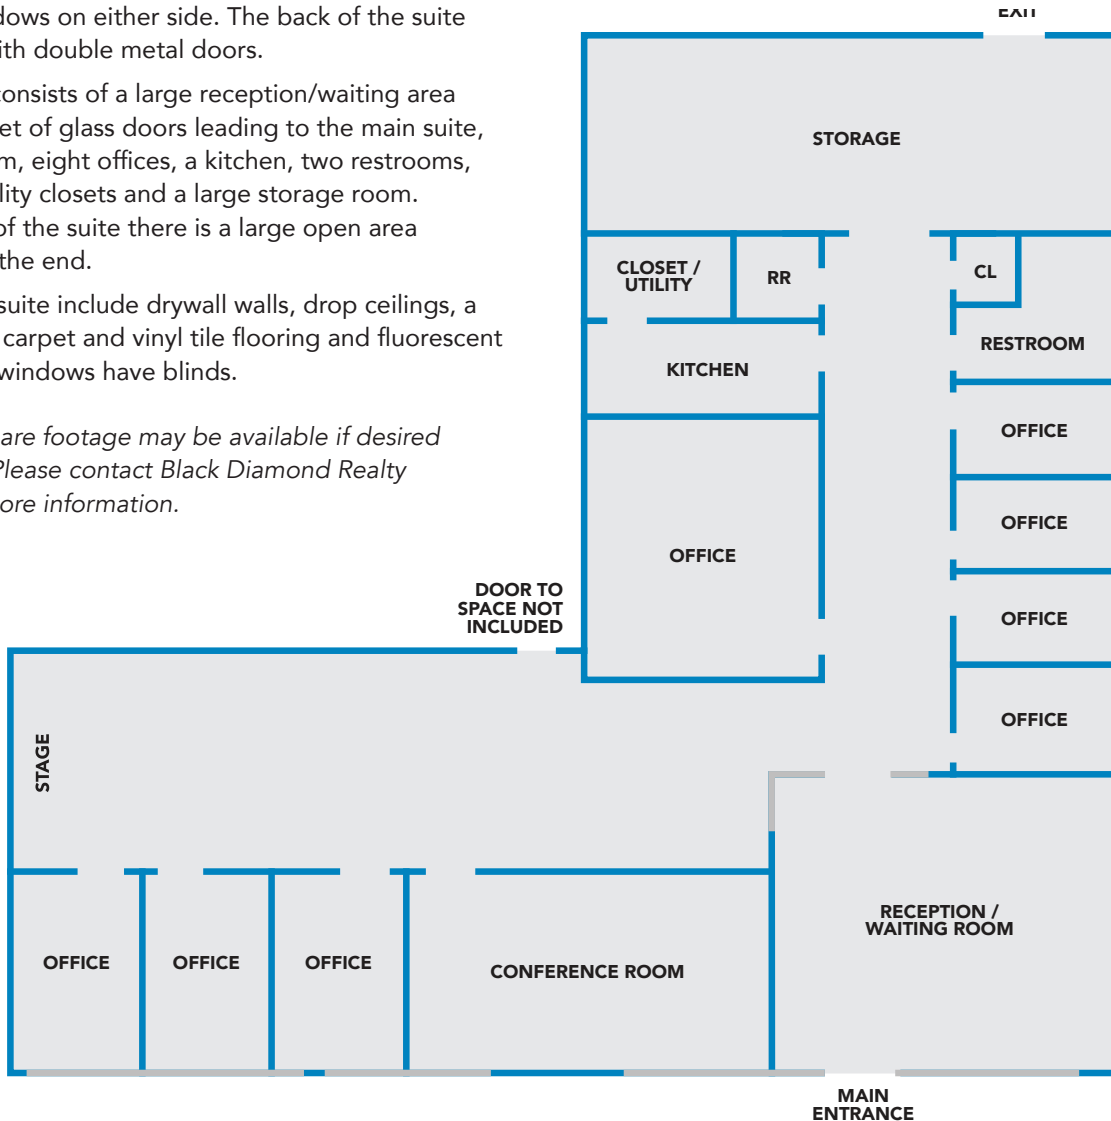 dows on either side. The back of the suite
ith double metal doors.
consists of a large reception/waiting area
et of glass doors leading to the main suite,
m, eight offices, a kitchen, two restrooms,
lity closets and a large storage room.
of the suite there is a large open area
the end.
suite include drywall walls, drop ceilings, a
carpet and vinyl tile flooring and fluorescent
windows have blinds.
are footage may be available if desired
Please contact Black Diamond Realty
ore information.
EXIT
STORAGE
CLOSET /
UTILITY
RR
CL
RESTROOM
KITCHEN
OFFICE
OFFICE
OFFICE
DOOR TO
SPACE NOT
INCLUDED
OFFICE
OFFICE
STAGE
RECEPTION /
WAITING ROOM
OFFICE
OFFICE
OFFICE
CONFERENCE ROOM
MAIN
ENTRANCE